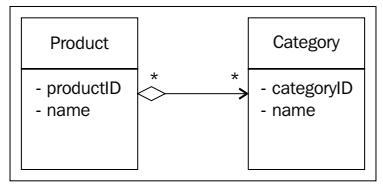 Product
- productID
- name
* *
Category
- categoryID
- name